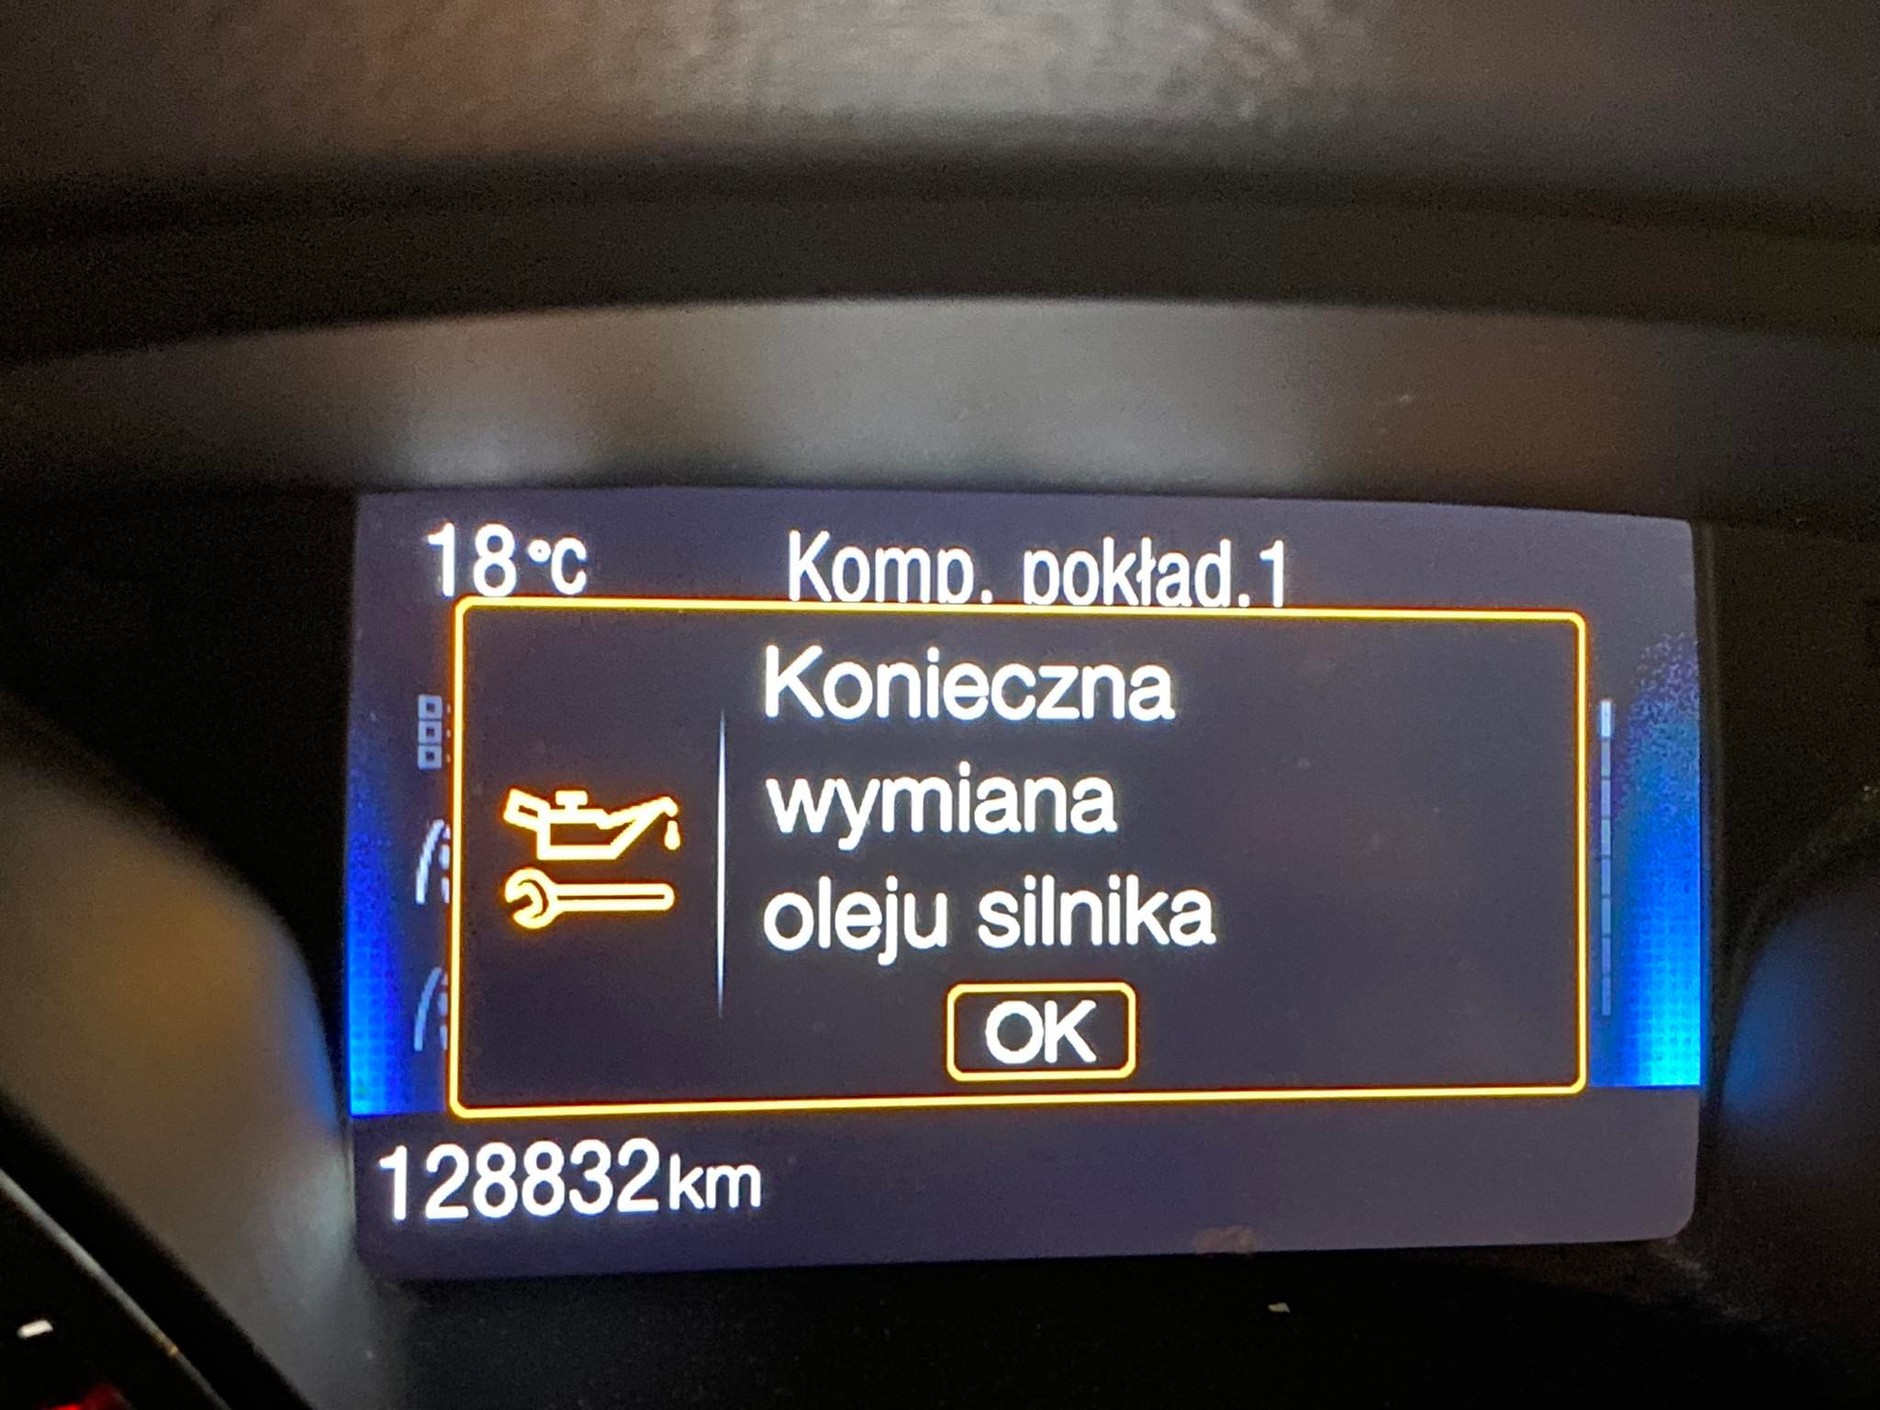 18°C Komp. pokład.1
Konieczna
wymiana
oleju silnika
OK
128832km